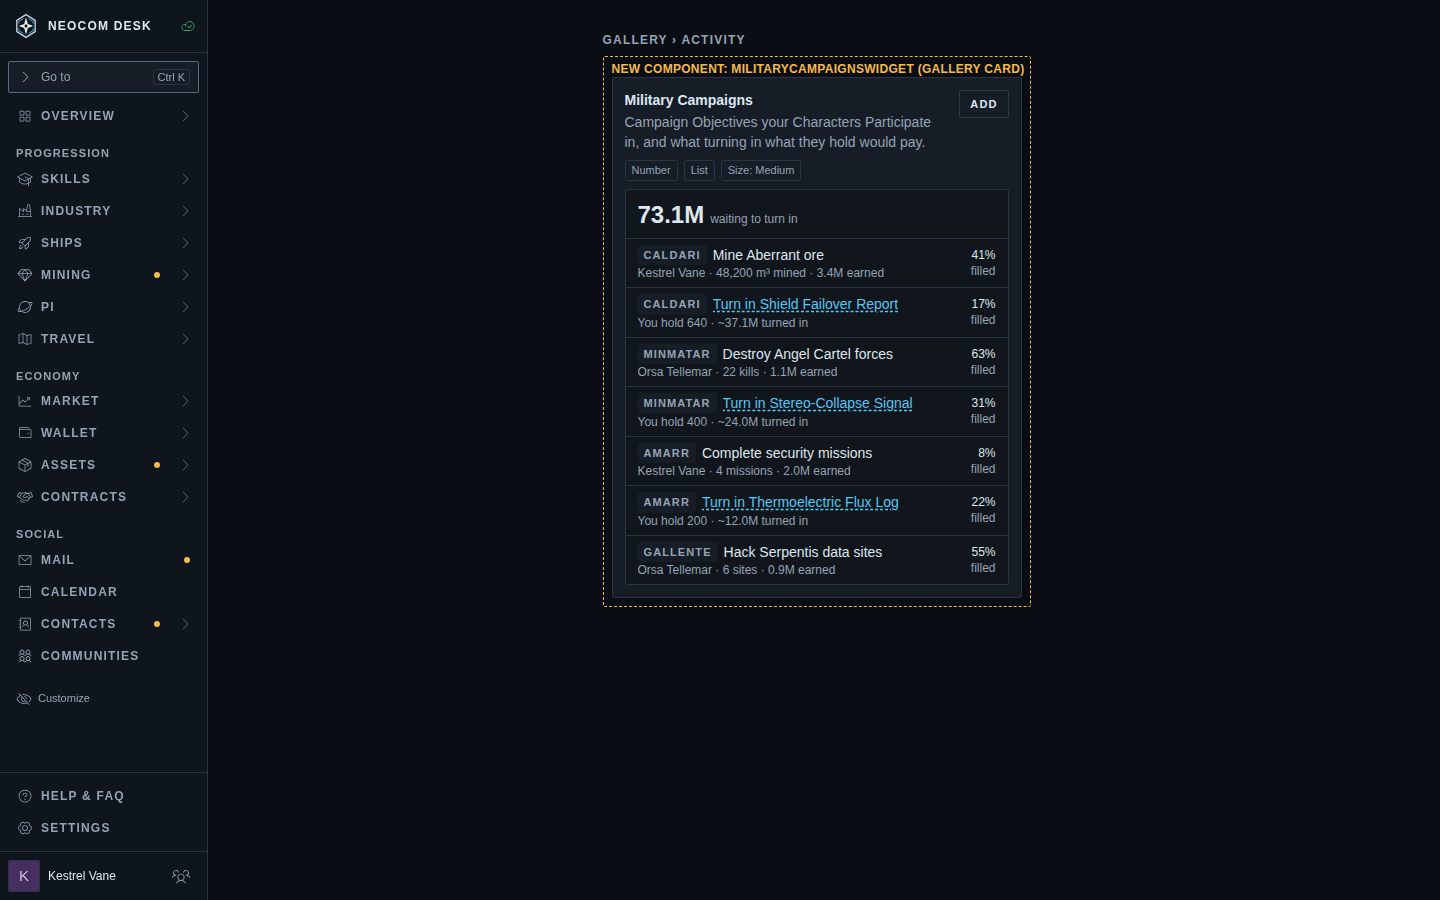 NEOCOM DESK
Go to Ctrl K
OVERVIEW
PROGRESSION
SKILLS
INDUSTRY
SHIPS
MINING
PI
TRAVEL
ECONOMY
MARKET
WALLET
ASSETS
CONTRACTS
SOCIAL
MAIL
CALENDAR
CONTACTS
COMMUNITIES
Customize
HELP & FAQ
SETTINGS
K Kestrel Vane
GALLERY › ACTIVITY
NEW COMPONENT: MILITARYCAMPAIGNSWIDGET (GALLERY CARD)
Military Campaigns ADD
Campaign Objectives your Characters Participate
in, and what turning in what they hold would pay.
Number List Size: Medium
73.1M waiting to turn in
CALDARI Mine Aberrant ore 41%
Kestrel Vane · 48,200 m³ mined · 3.4M earned filled
CALDARI Turn in Shield Failover Report 17%
You hold 640 · ~37.1M turned in filled
MINMATAR Destroy Angel Cartel forces 63%
Orsa Tellemar · 22 kills · 1.1M earned filled
MINMATAR Turn in Stereo-Collapse Signal 31%
You hold 400 · ~24.0M turned in filled
AMARR Complete security missions 8%
Kestrel Vane · 4 missions · 2.0M earned filled
AMARR Turn in Thermoelectric Flux Log 22%
You hold 200 · ~12.0M turned in filled
GALLENTE Hack Serpentis data sites 55%
Orsa Tellemar · 6 sites · 0.9M earned filled